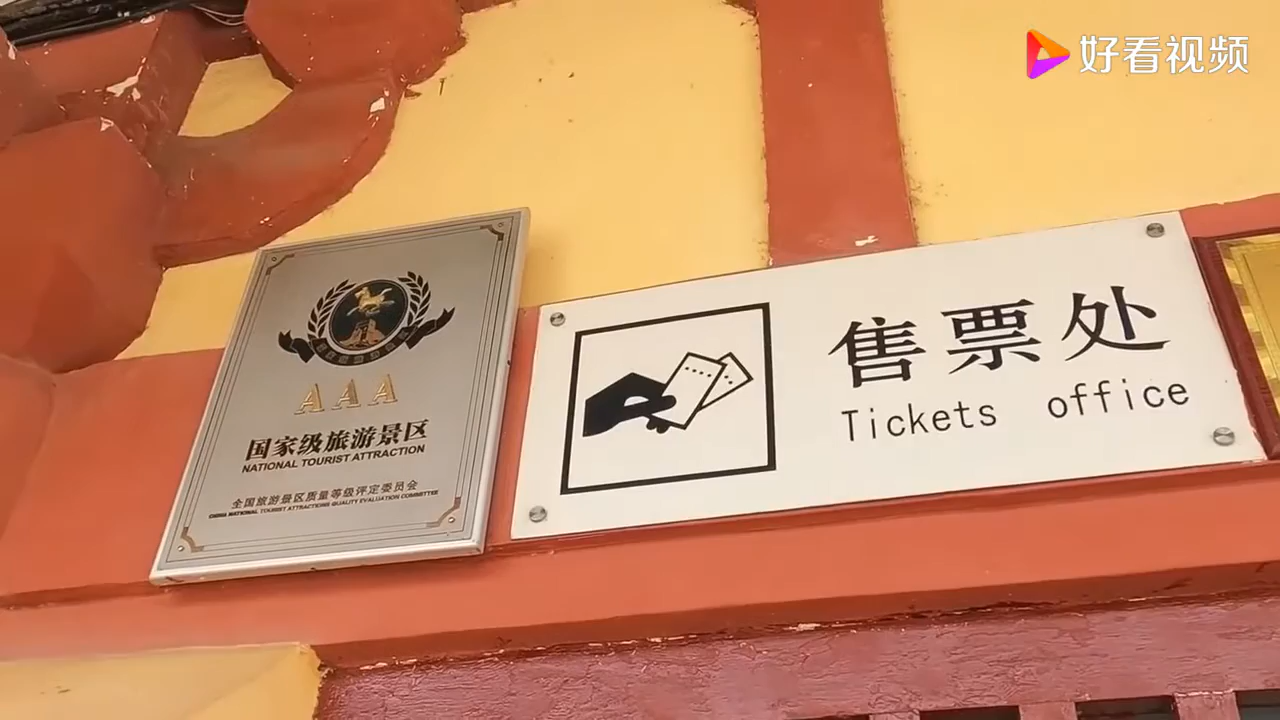 好看视频
AAA
国家级旅游景区
NATIONAL TOURIST ATTRACTION
全国旅游景区质量等级评定委员会
CHINA NATIONAL TOURIST ATTRACTIONS QUALITY EVALUATION COMMITTEE
售票处
Tickets office